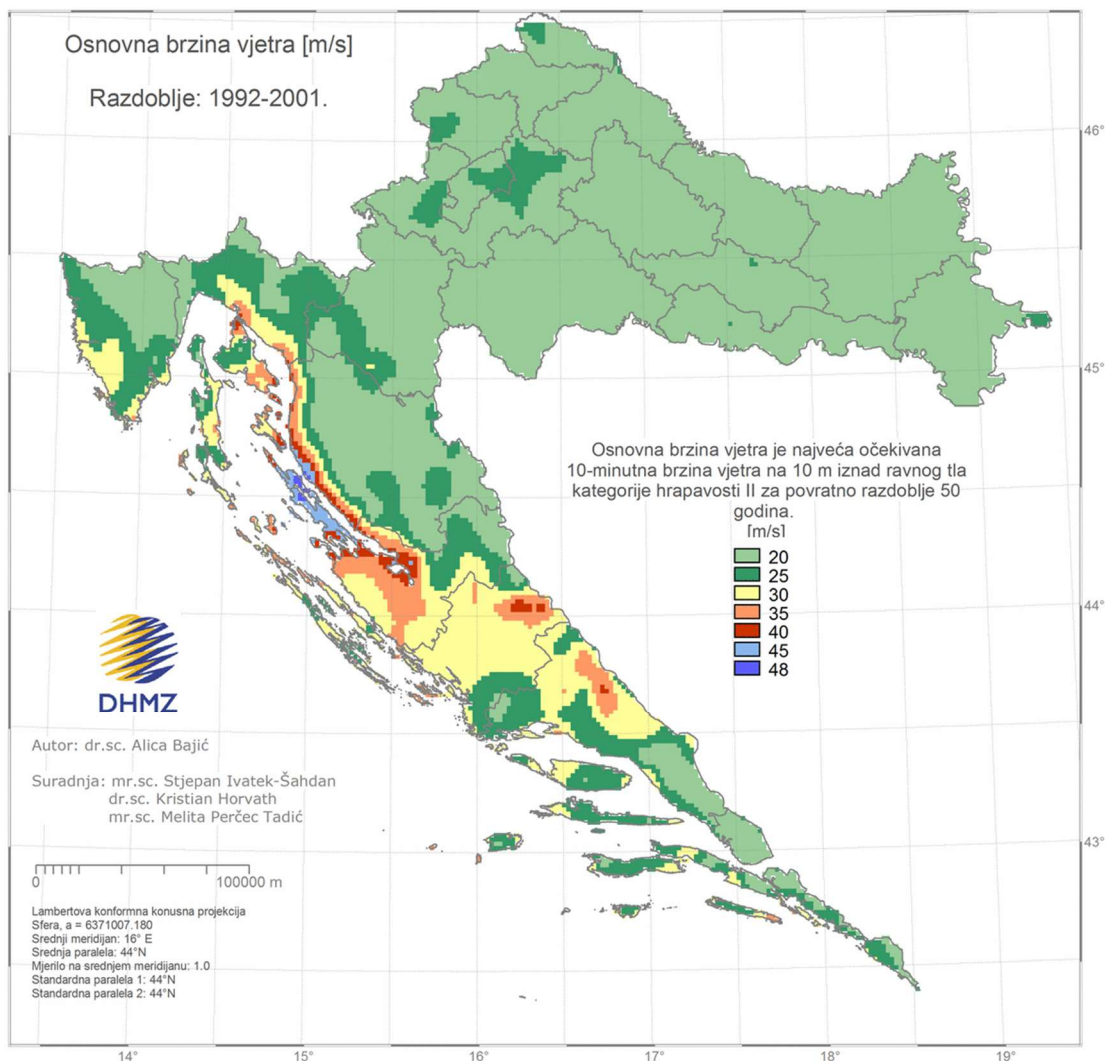 Osnovna brzina vjetra [m/s]
Razdoblje: 1992-2001.
46°
45°
Osnovna brzina vjetra je najveća očekivana
10-minutna brzina vjetra na 10 m iznad ravnog tla
kategorije hrapavosti II za povratno razdoblje 50
godina.
[m/s]
20
25
30
35
40
45
48
44°
DHMZ
Autor: dr.sc. Alica Bajić
Suradnja: mr.sc. Stjepan Ivatek-Šahdan
dr.sc. Kristian Horvath
mr.sc. Melita Perčec Tadić
43°
0 100000 m
Lambertova konformna konusna projekcija
Sfera, a = 6371007.180
Srednji meridijan: 16° E
Srednja paralela: 44°N
Mjerilo na srednjem meridijanu: 1.0
Standardna paralela 1: 44°N
Standardna paralela 2: 44°N
14° 15° 16° 17° 18° 19°